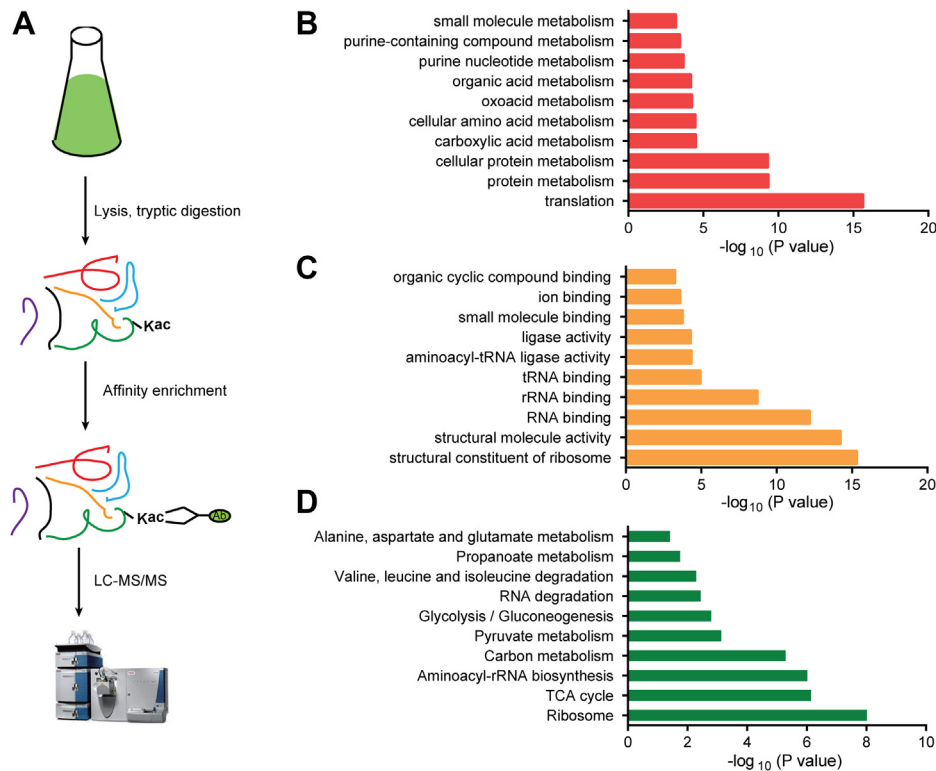 A
Lysis, tryptic digestion
Kac
Affinity enrichment
Kac
Ab
LC-MS/MS
B
small molecule metabolism
purine-containing compound metabolism
purine nucleotide metabolism
organic acid metabolism
oxoacid metabolism
cellular amino acid metabolism
carboxylic acid metabolism
cellular protein metabolism
protein metabolism
translation
0 5 10 15 20
-log10 (P value)
C
organic cyclic compound binding
ion binding
small molecule binding
ligase activity
aminoacyl-tRNA ligase activity
tRNA binding
rRNA binding
RNA binding
structural molecule activity
structural constituent of ribosome
0 5 10 15 20
-log10 (P value)
D
Alanine, aspartate and glutamate metabolism
Propanoate metabolism
Valine, leucine and isoleucine degradation
RNA degradation
Glycolysis / Gluconeogenesis
Pyruvate metabolism
Carbon metabolism
Aminoacyl-rRNA biosynthesis
TCA cycle
Ribosome
0 2 4 6 8 10
-log10 (P value)